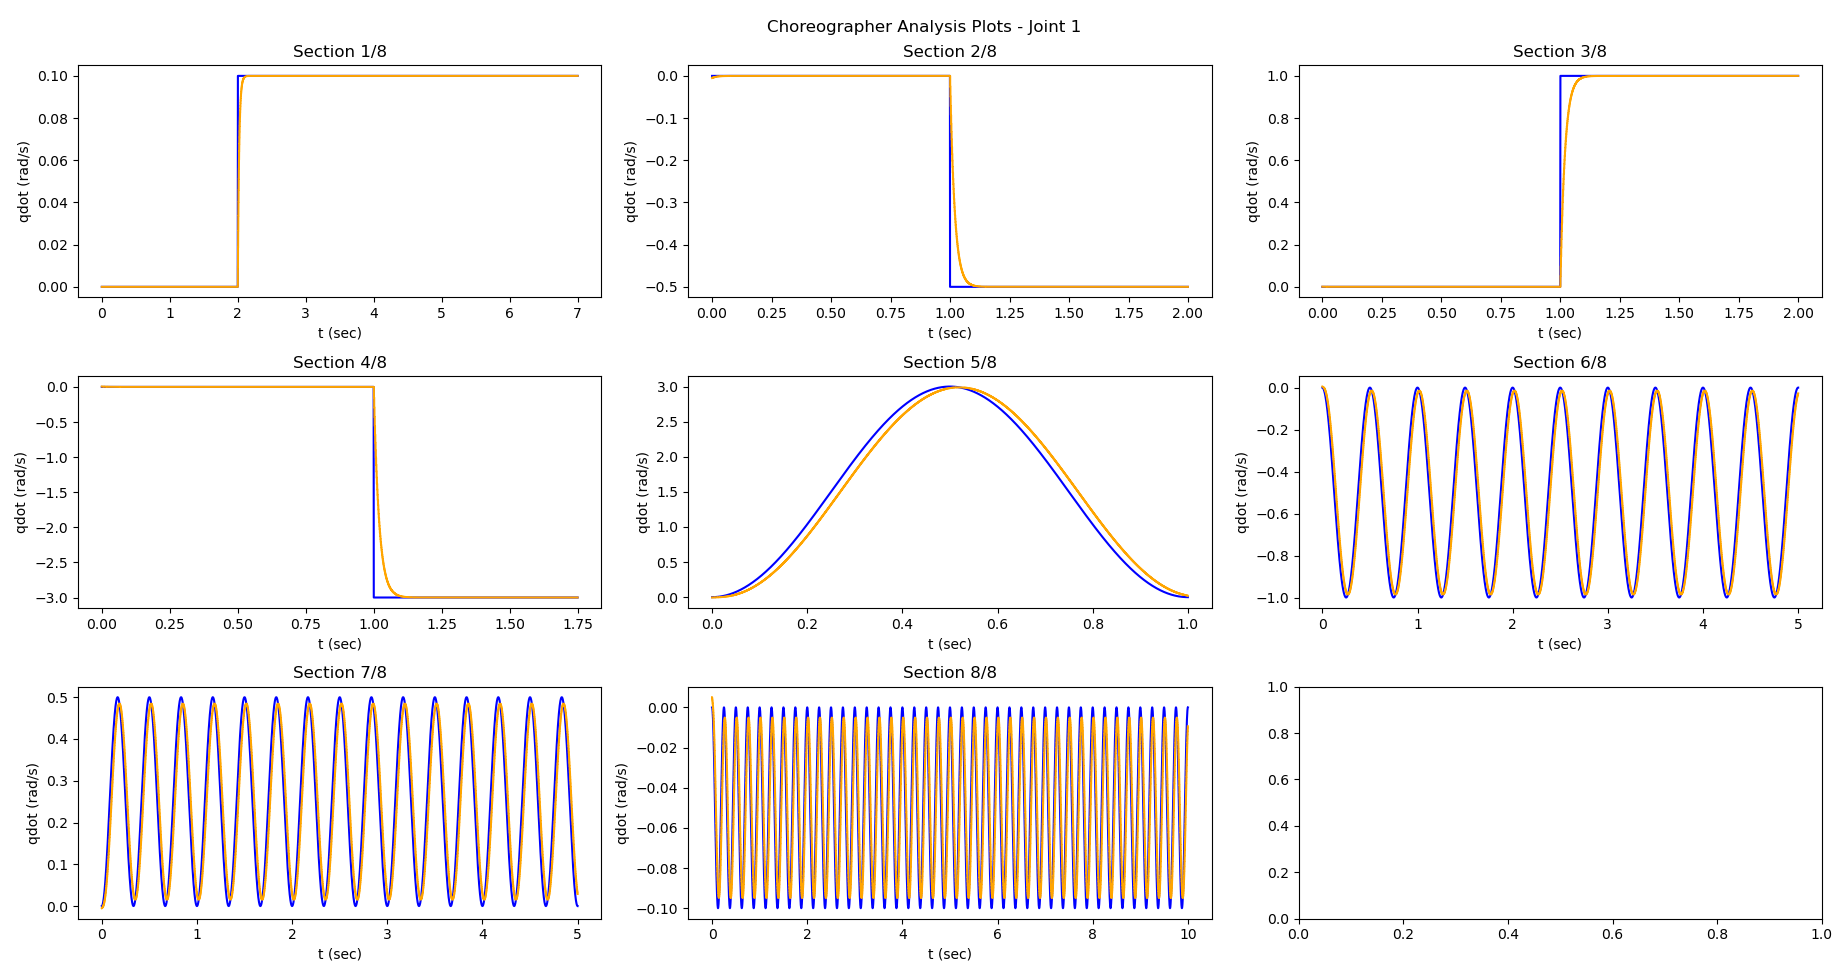 Choreographer Analysis Plots - Joint 1
Section 1/8
qdot (rad/s)
0.10
0.08
0.06
0.04
0.02
0.00
0 1 2 3 4 5 6 7
t (sec)
Section 2/8
qdot (rad/s)
0.0
−0.1
−0.2
−0.3
−0.4
−0.5
0.00 0.25 0.50 0.75 1.00 1.25 1.50 1.75 2.00
t (sec)
Section 3/8
qdot (rad/s)
1.0
0.8
0.6
0.4
0.2
0.0
0.00 0.25 0.50 0.75 1.00 1.25 1.50 1.75 2.00
t (sec)
Section 4/8
qdot (rad/s)
0.0
−0.5
−1.0
−1.5
−2.0
−2.5
−3.0
0.00 0.25 0.50 0.75 1.00 1.25 1.50 1.75
t (sec)
Section 5/8
qdot (rad/s)
3.0
2.5
2.0
1.5
1.0
0.5
0.0
0.0 0.2 0.4 0.6 0.8 1.0
t (sec)
Section 6/8
qdot (rad/s)
0.0
−0.2
−0.4
−0.6
−0.8
−1.0
0 1 2 3 4 5
t (sec)
Section 7/8
qdot (rad/s)
0.5
0.4
0.3
0.2
0.1
0.0
0 1 2 3 4 5
t (sec)
Section 8/8
qdot (rad/s)
0.00
−0.02
−0.04
−0.06
−0.08
−0.10
0 2 4 6 8 10
t (sec)
1.0
0.8
0.6
0.4
0.2
0.0
0.0 0.2 0.4 0.6 0.8 1.0